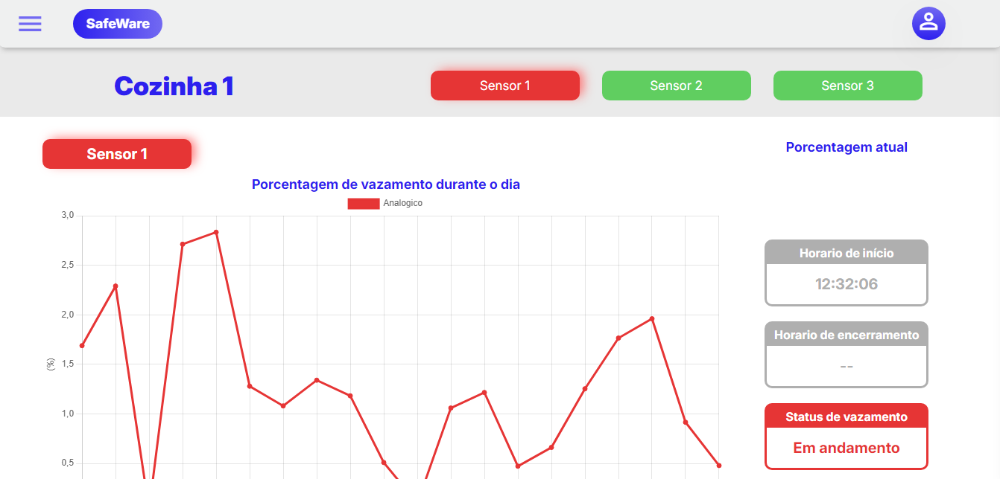 SafeWare
Cozinha 1
Sensor 1
Sensor 2
Sensor 3
Sensor 1
Porcentagem atual
Porcentagem de vazamento durante o dia
Analogico
3,0
2,5
2,0
1,5
1,0
0,5
(%)
Horario de início
12:32:06
Horario de encerramento
--
Status de vazamento
Em andamento